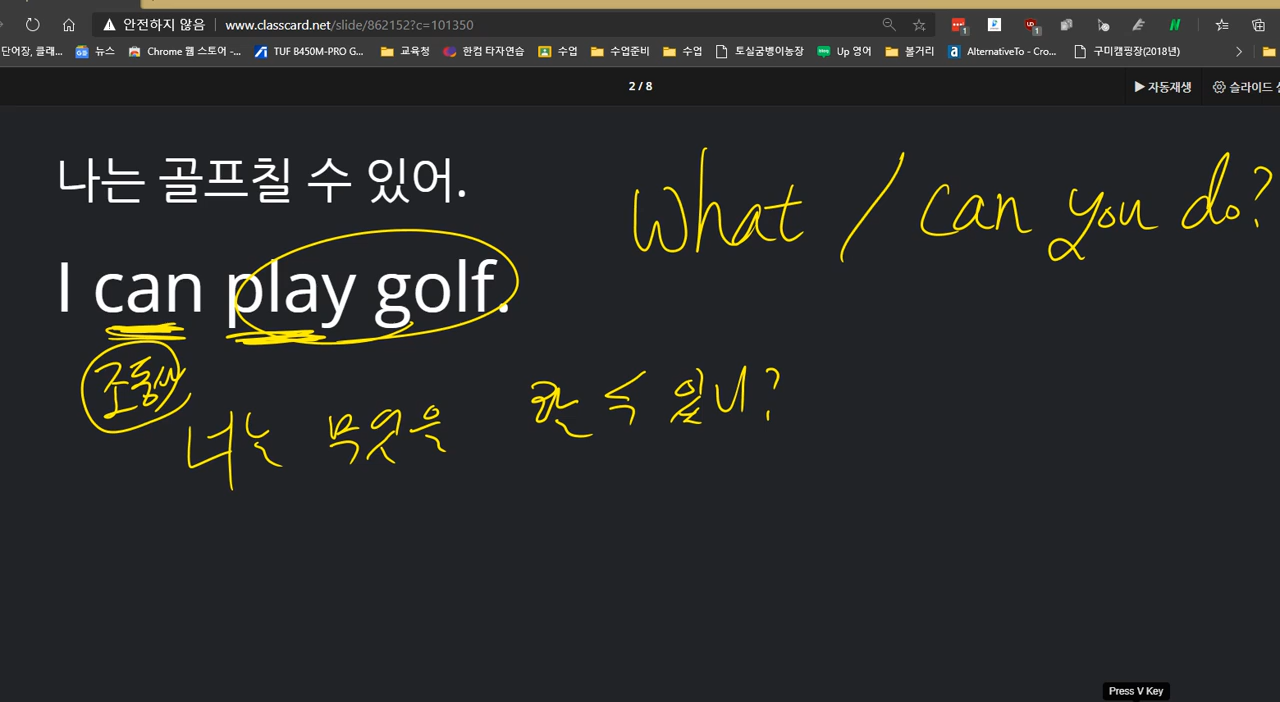 안전하지 않음 www.classcard.net/slide/862152?c=101350
단어장, 클래... 뉴스 Chrome 웹 스토어 -... TUF B450M-PRO G... 교육청 한컴 타자연습 수업 수업준비 수업 토실굼벵이농장 Up 영어 볼거리 AlternativeTo - Cro... 구미캠핑장(2018년)
2 / 8
자동재생 슬라이드
나는 골프칠 수 있어.
What / can you do?
I can play golf.
조동사
너는 무엇을 할 수 있니?
Press V Key